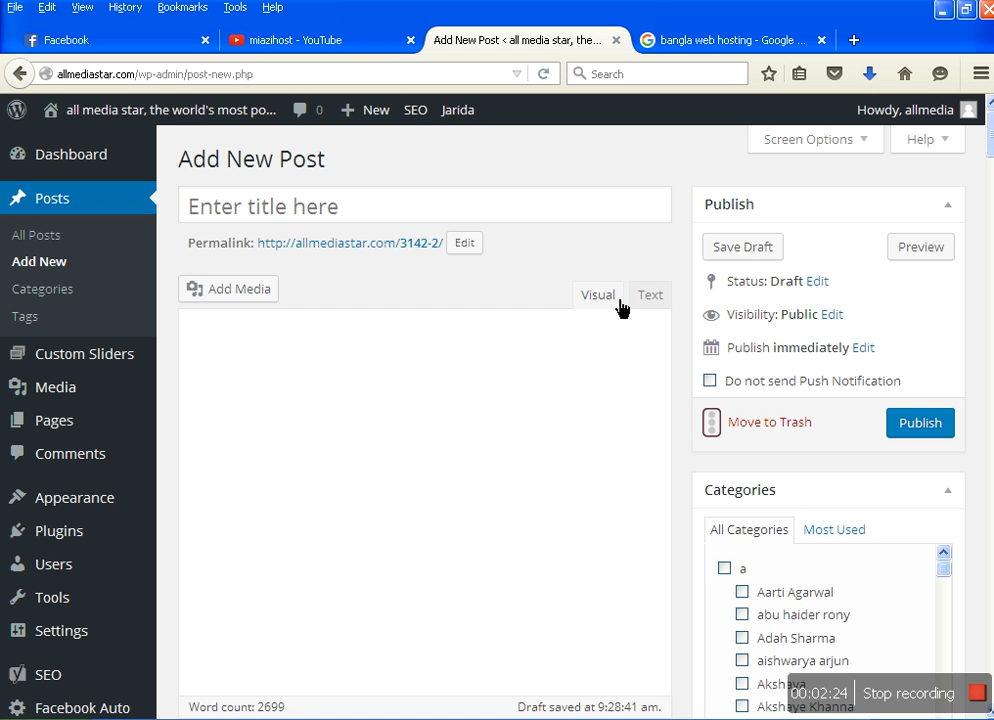 File Edit View History Bookmarks Tools Help
Facebook
miazihost - YouTube
Add New Post < all media star, the...
bangla web hosting - Google ...
allmediastar.com/wp-admin/post-new.php
Search
all media star, the world's most po...
0
New
SEO
Jarida
Howdy, allmedia
Screen Options
Help
Dashboard
Posts
All Posts
Add New
Categories
Tags
Custom Sliders
Media
Pages
Comments
Appearance
Plugins
Users
Tools
Settings
SEO
Facebook Auto
Add New Post
Enter title here
Permalink: http://allmediastar.com/3142-2/ Edit
Add Media
Visual Text
Word count: 2699
Draft saved at 9:28:41 am.
Publish
Save Draft Preview
Status: Draft Edit
Visibility: Public Edit
Publish immediately Edit
Do not send Push Notification
Move to Trash Publish
Categories
All Categories Most Used
a
Aarti Agarwal
abu haider rony
Adah Sharma
aishwarya arjun
Akshaya
Akshaye Khanna
00:02:24 Stop recording